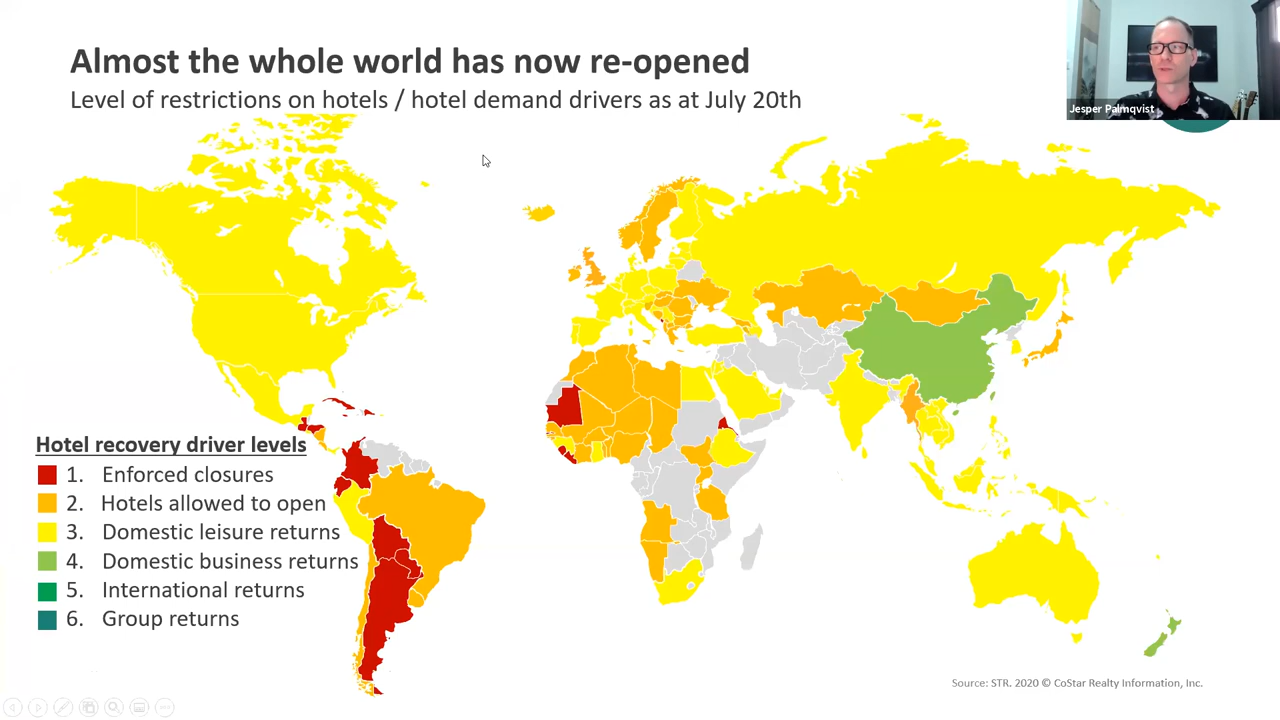 Almost the whole world has now re-opened
Level of restrictions on hotels / hotel demand drivers as at July 20th
Jesper Palmqvist
Hotel recovery driver levels
1. Enforced closures
2. Hotels allowed to open
3. Domestic leisure returns
4. Domestic business returns
5. International returns
6. Group returns
Source: STR. 2020 © CoStar Realty Information, Inc.